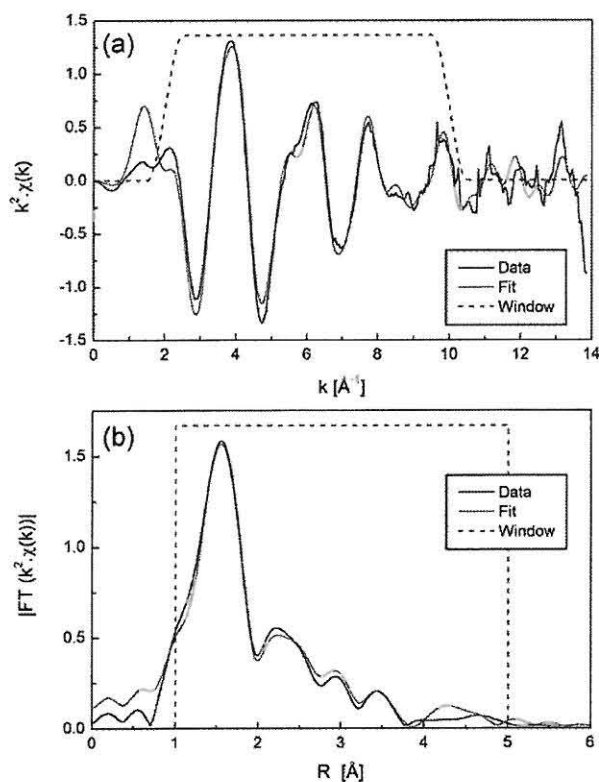 (a)
1.5
1.0
0.5
0.0
-0.5
-1.0
-1.5
k².χ(k)
Data
Fit
Window
0 2 4 6 8 10 12 14
k [Å⁻¹]
(b)
1.5
1.0
0.5
0.0
|FT (k².χ(k))|
Data
Fit
Window
0 1 2 3 4 5 6
R [Å]